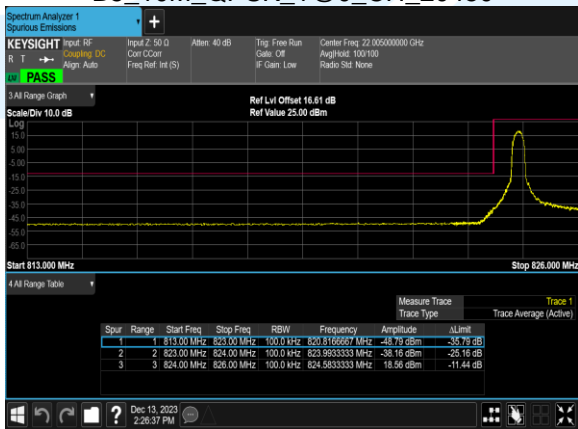 Spectrum Analyzer 1
Spurious Emissions
+
KEYSIGHT Input: RF Input Z: 50 Ω Atten: 40 dB Trig: Free Run Center Freq: 22.005000000 GHz
R T Coupling: DC Corr CCorr Gate: Off Avg|Hold: 100/100
Align: Auto Freq Ref: Int (S) IF Gain: Low Radio Std: None
PASS
3.All Range Graph
Ref Lvl Offset 16.61 dB
Scale/Div 10.0 dB Ref Value 25.00 dBm
Log
15.0
5.00
-5.00
-15.0
-25.0
-35.0
-45.0
-55.0
-65.0
Start 813.000 MHz Stop 826.000 MHz
4.All Range Table
Measure Trace Trace 1
Trace Type Trace Average (Active)
Spur Range Start Freq Stop Freq RBW Frequency Amplitude ΔLimit
1 1 813.00 MHz 823.00 MHz 100.0 kHz 820.8166667 MHz -48.79 dBm -35.79 dB
2 2 823.00 MHz 824.00 MHz 100.0 kHz 823.9933333 MHz -38.16 dBm -25.16 dB
3 3 824.00 MHz 826.00 MHz 100.0 kHz 824.5833333 MHz 18.56 dBm -11.44 dB
? Dec 13, 2023
2:26:37 PM